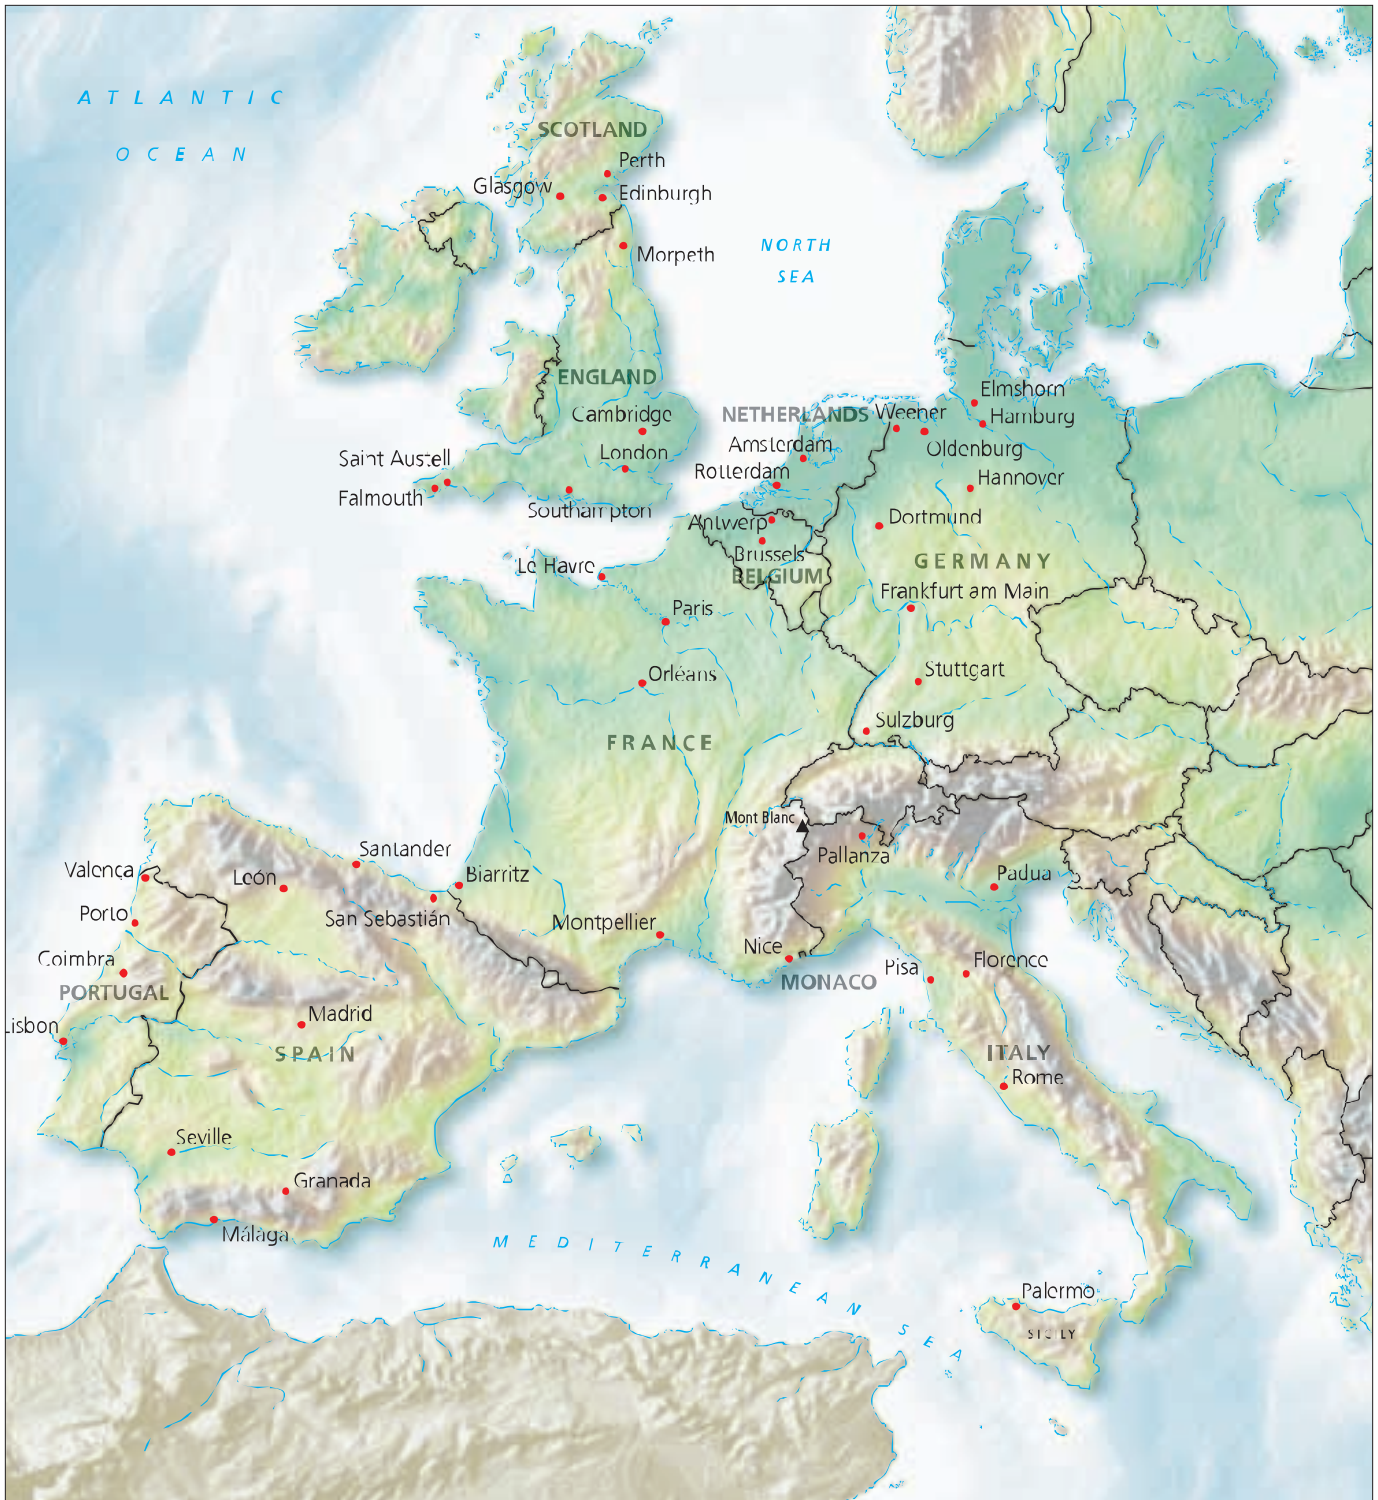 ATLANTIC
OCEAN
SCOTLAND
Perth
Glasgow
Edinburgh
Morpeth
NORTH
SEA
ENGLAND
Cambridge
London
Saint Austell
Falmouth
Southampton
NETHERLANDS
Amsterdam
Rotterdam
Weener
Elmshorn
Hamburg
Oldenburg
Hannover
Dortmund
GERMANY
Frankfurt am Main
Stuttgart
Sulzburg
Antwerp
Brussels
BELGIUM
Le Havre
Paris
Orléans
FRANCE
Mont Blanc
Pallanza
Padua
Santander
Biarritz
Valença
León
San Sebastián
Montpellier
Porto
Nice
MONACO
Pisa
Florence
Coimbra
PORTUGAL
Lisbon
Madrid
SPAIN
ITALY
Rome
Seville
Granada
Málaga
MEDITERRANEAN SEA
Palermo
SICILY